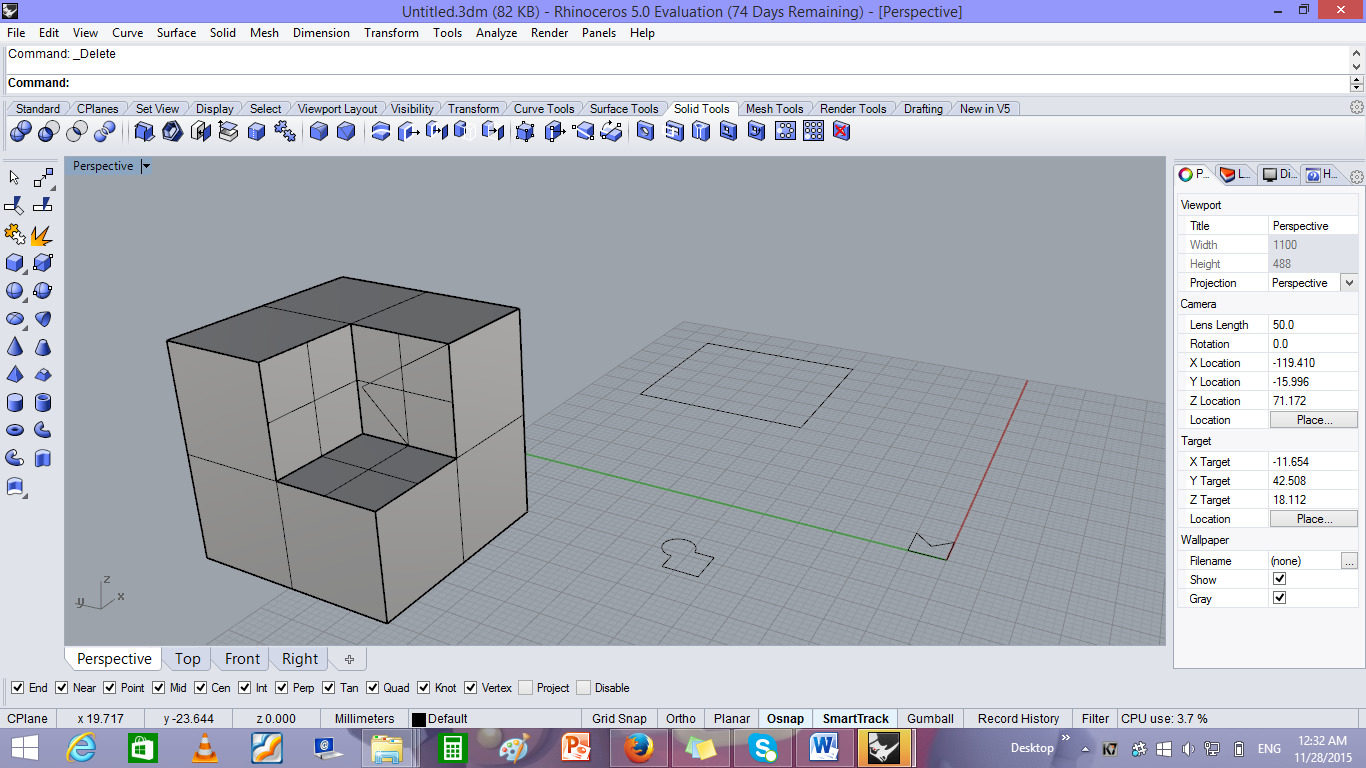 Untitled.3dm (82 KB) - Rhinoceros 5.0 Evaluation (74 Days Remaining) - [Perspective]
File Edit View Curve Surface Solid Mesh Dimension Transform Tools Analyze Render Panels Help
Command: _Delete
Command:
Standard CPlanes Set View Display Select Viewport Layout Visibility Transform Curve Tools Surface Tools Solid Tools Mesh Tools Render Tools Drafting New in V5
Perspective
P... L... Di... H...
Viewport
Title Perspective
Width 1100
Height 488
Projection Perspective
Camera
Lens Length 50.0
Rotation 0.0
X Location -119.410
Y Location -15.996
Z Location 71.172
Location Place...
Target
X Target -11.654
Y Target 42.508
Z Target 18.112
Location Place...
Wallpaper
Filename (none) ...
Show
Gray
z
y x
Perspective Top Front Right
End Near Point Mid Cen Int Perp Tan Quad Knot Vertex Project Disable
CPlane x 19.717 y -23.644 z 0.000 Millimeters Default Grid Snap Ortho Planar Osnap SmartTrack Gumball Record History Filter CPU use: 3.7 %
Desktop » K7 ENG 12:32 AM
11/28/2015